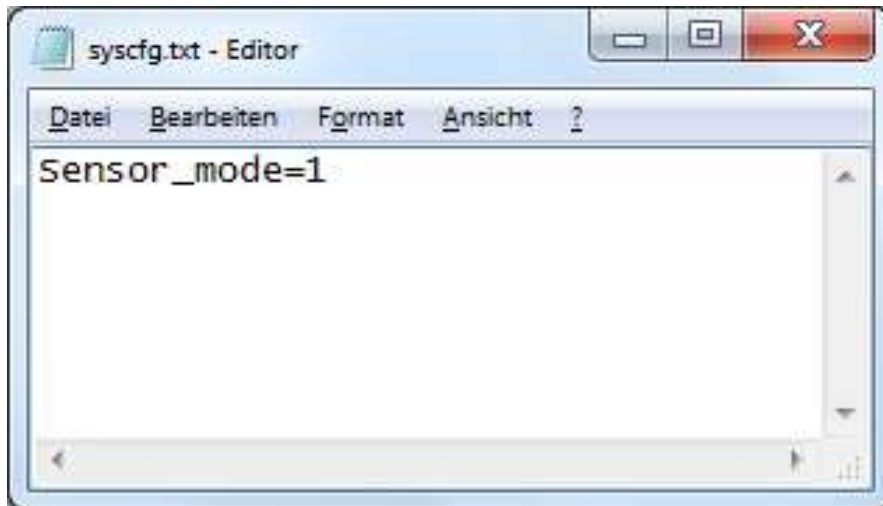 syscfg.txt - Editor
Datei Bearbeiten Format Ansicht ?
Sensor_mode=1